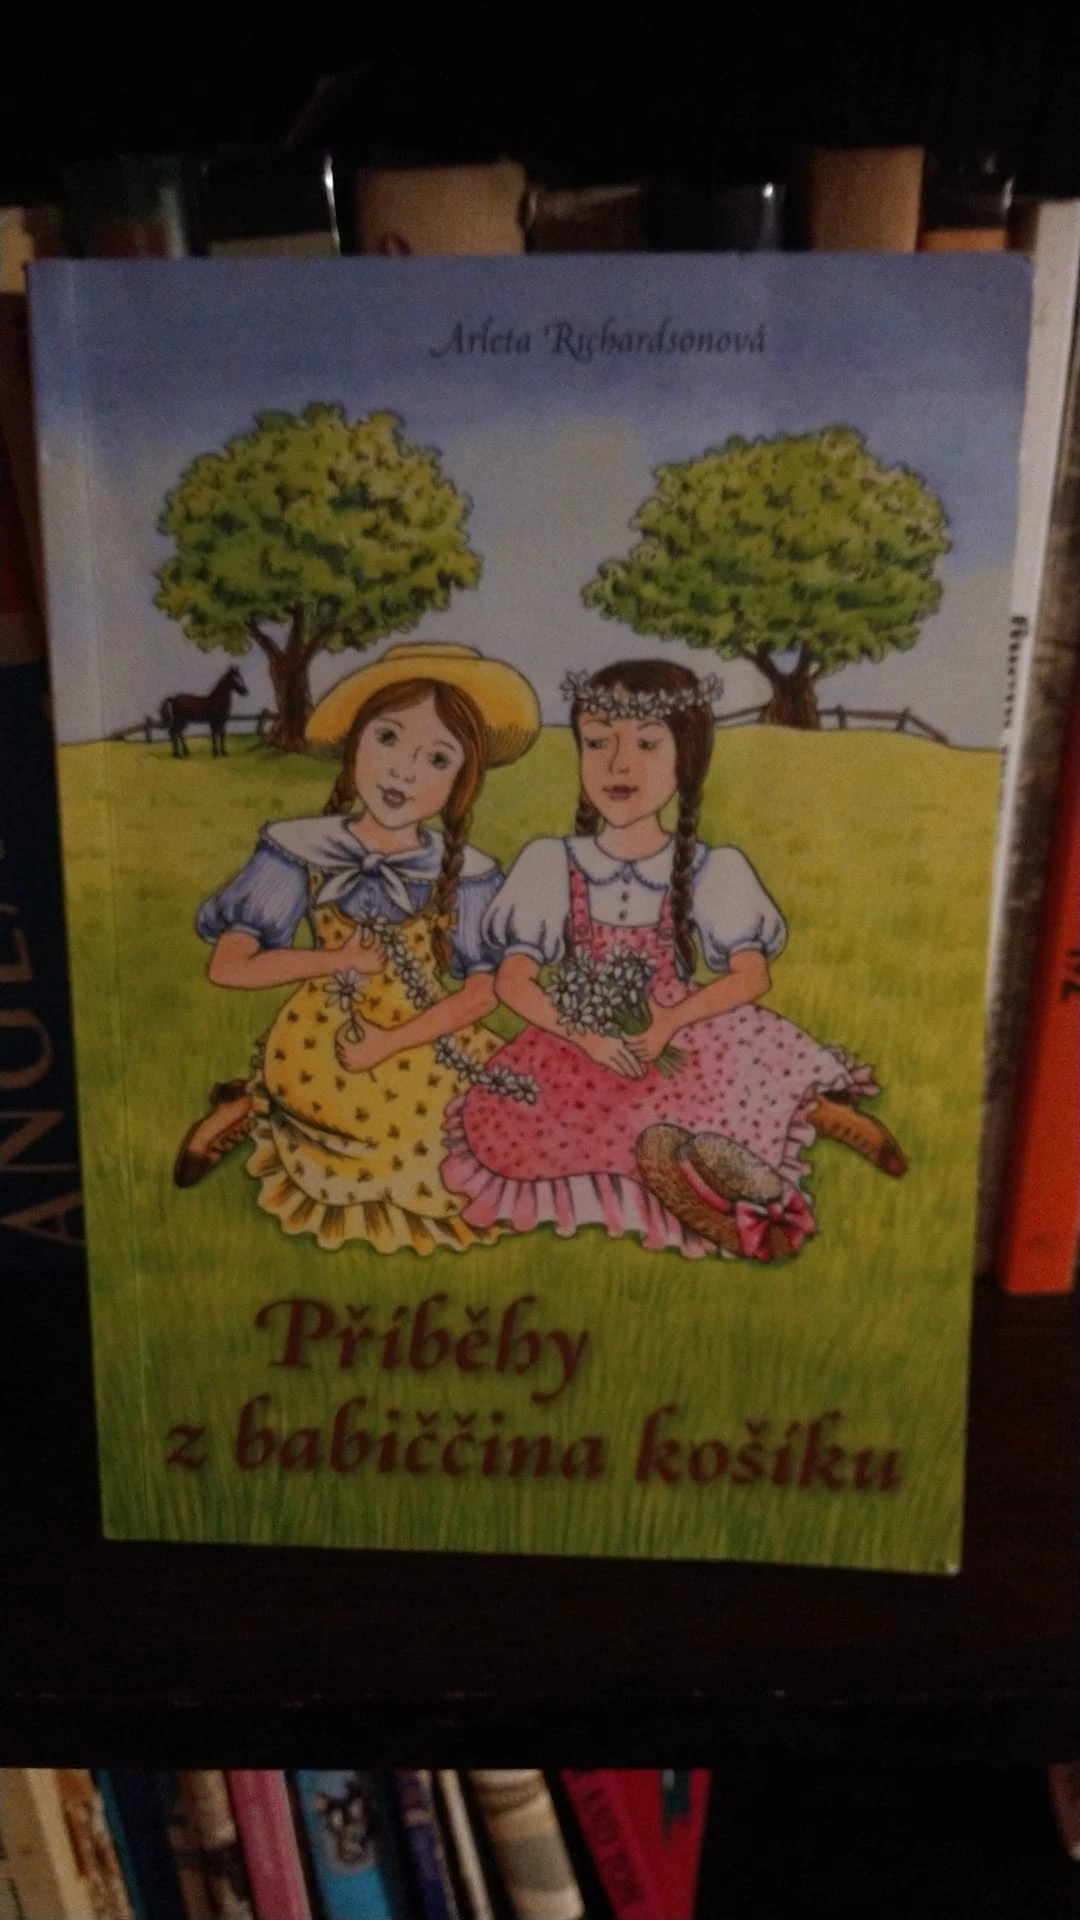 Arleta Richardsonová
Příběhy
z babiččina košíku